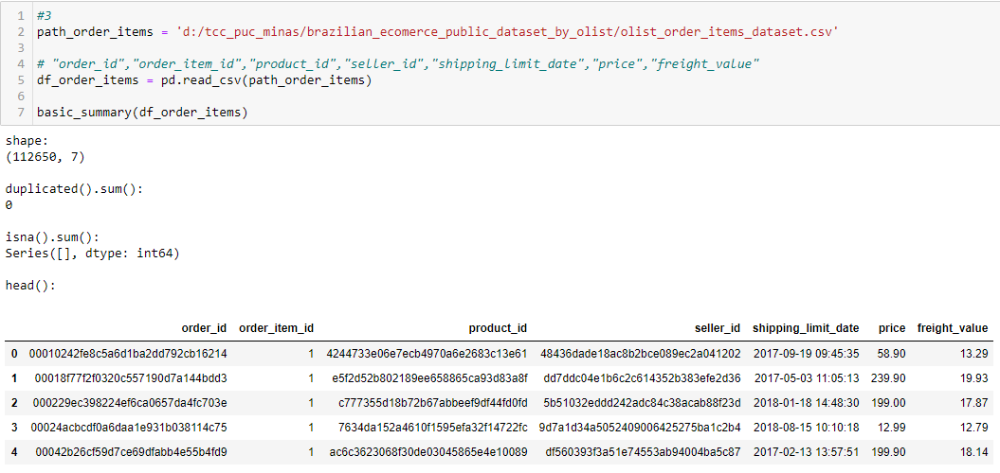 1 #3
2 path_order_items = 'd:/tcc_puc_minas/brazilian_ecomerce_public_dataset_by_olist/olist_order_items_dataset.csv'
3
4 # "order_id","order_item_id","product_id","seller_id","shipping_limit_date","price","freight_value"
5 df_order_items = pd.read_csv(path_order_items)
6
7 basic_summary(df_order_items)
shape:
(112650, 7)
duplicated().sum():
0
isna().sum():
Series([], dtype: int64)
head():
order_id order_item_id product_id seller_id shipping_limit_date price freight_value
0 00010242fe8c5a6d1ba2dd792cb16214 1 4244733e06e7ecb4970a6e2683c13e61 48436dade18ac8b2bce089ec2a041202 2017-09-19 09:45:35 58.90 13.29
1 00018f77f2f0320c557190d7a144bdd3 1 e5f2d52b802189ee658865ca93d83a8f dd7ddc04e1b6c2c614352b383efe2d36 2017-05-03 11:05:13 239.90 19.93
2 000229ec398224ef6ca0657da4fc703e 1 c777355d18b72b67abbeef9df44fd0fd 5b51032eddd242adc84c38acab88f23d 2018-01-18 14:48:30 199.00 17.87
3 00024acbcdf0a6daa1e931b038114c75 1 7634da152a4610f1595efa32f14722fc 9d7a1d34a5052409006425275ba1c2b4 2018-08-15 10:10:18 12.99 12.79
4 00042b26cf59d7ce69dfabb4e55b4fd9 1 ac6c3623068f30de03045865e4e10089 df560393f3a51e74553ab94004ba5c87 2017-02-13 13:57:51 199.90 18.14